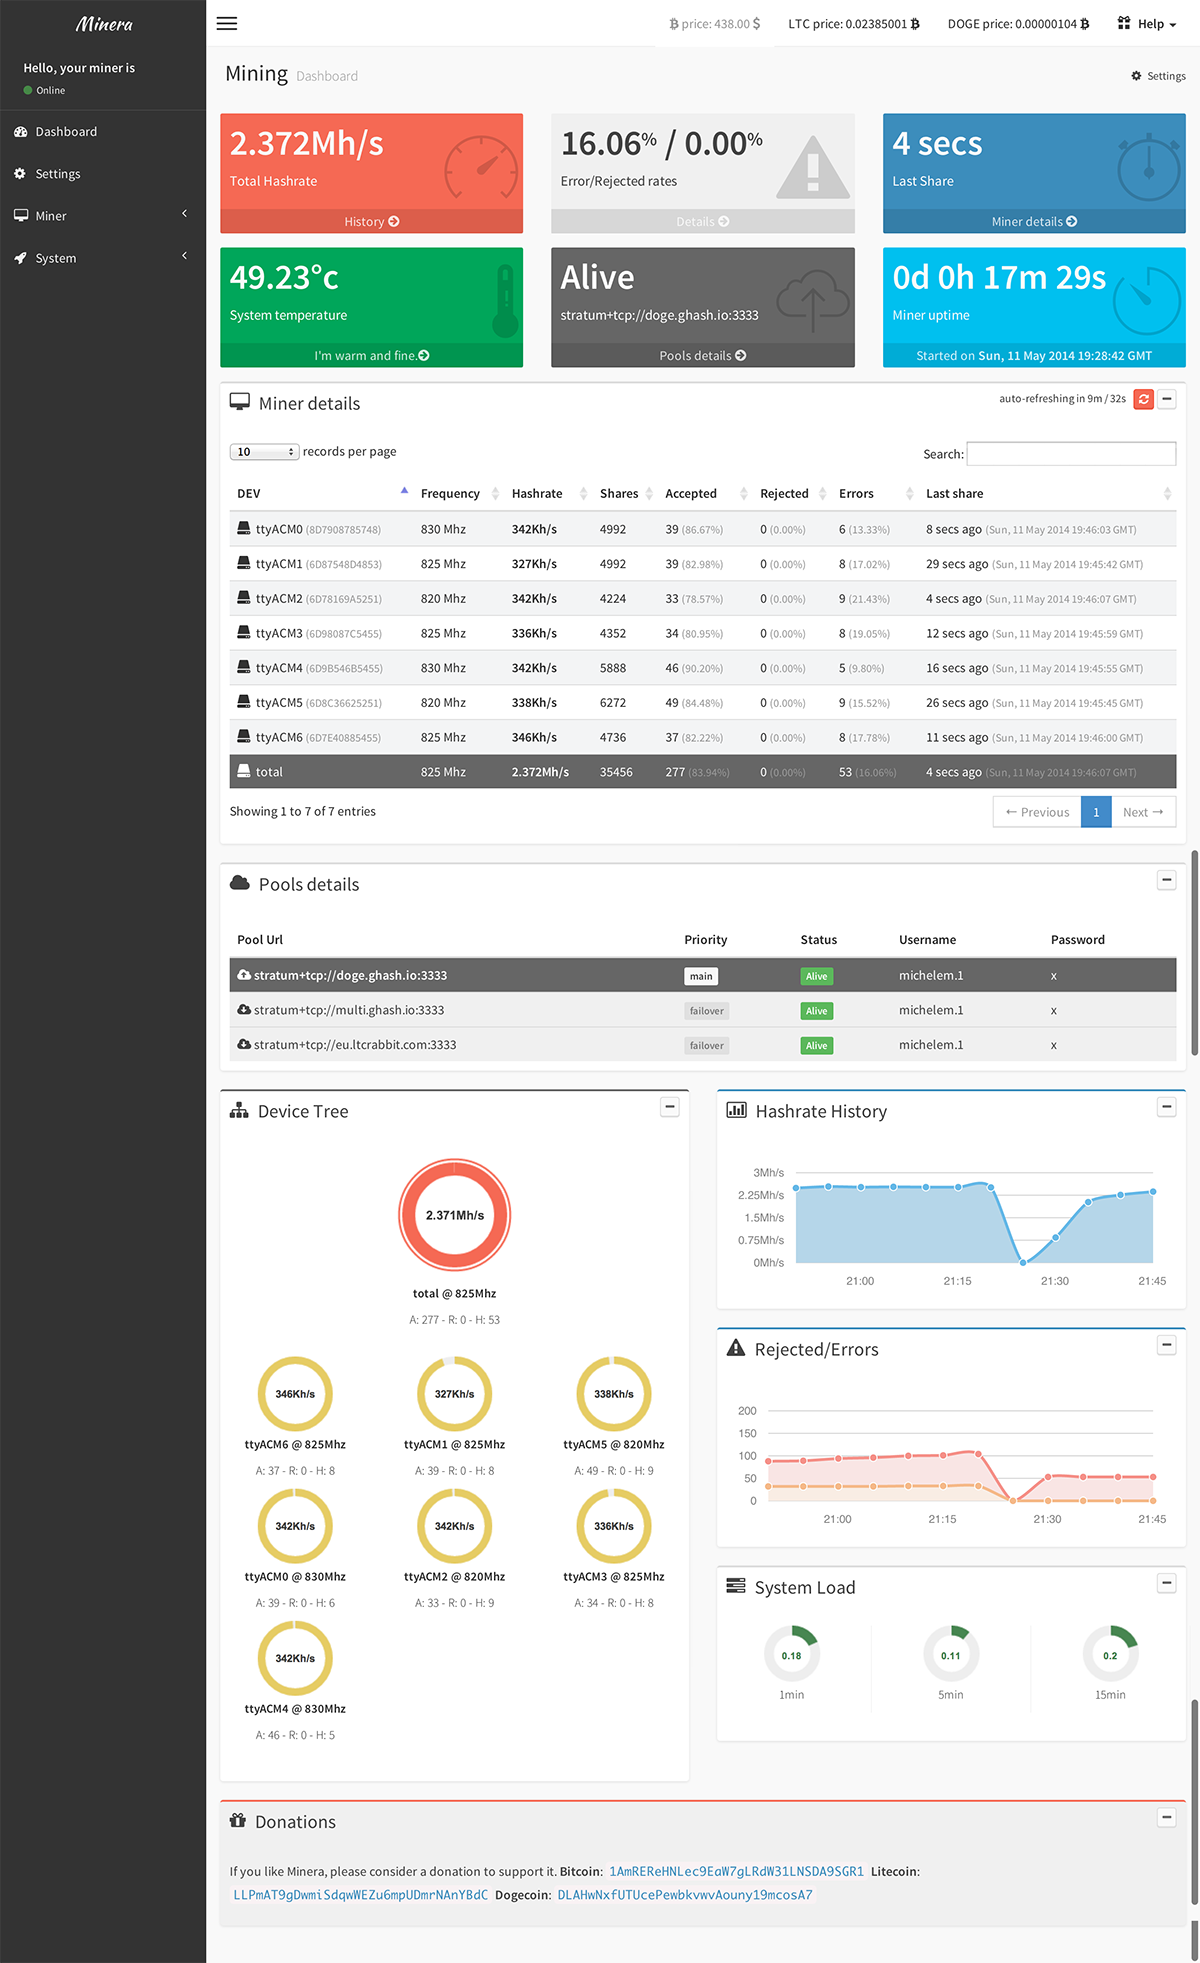 Minera
price: 438.00 $
LTC price: 0.02385001
DOGE price: 0.00000104
Help
Hello, your miner is
Online
Dashboard
Settings
Miner
System
Mining Dashboard
Settings
2.372Mh/s
Total Hashrate
History
16.06% / 0.00%
Error/Rejected rates
Details
4 secs
Last Share
Miner details
49.23°c
System temperature
I'm warm and fine.
Alive
stratum+tcp://doge.ghash.io:3333
Pools details
0d 0h 17m 29s
Miner uptime
Started on Sun, 11 May 2014 19:28:42 GMT
Miner details
auto-refreshing in 9m / 32s
10 records per page
Search:
DEV Frequency Hashrate Shares Accepted Rejected Errors Last share
ttyACM0 (8D7908785748) 830 Mhz 342Kh/s 4992 39 (86.67%) 0 (0.00%) 6 (13.33%) 8 secs ago (Sun, 11 May 2014 19:46:03 GMT)
ttyACM1 (6D87548D4853) 825 Mhz 327Kh/s 4992 39 (82.98%) 0 (0.00%) 8 (17.02%) 29 secs ago (Sun, 11 May 2014 19:45:42 GMT)
ttyACM2 (6D78169A5251) 820 Mhz 342Kh/s 4224 33 (78.57%) 0 (0.00%) 9 (21.43%) 4 secs ago (Sun, 11 May 2014 19:46:07 GMT)
ttyACM3 (6D98087C5455) 825 Mhz 336Kh/s 4352 34 (80.95%) 0 (0.00%) 8 (19.05%) 12 secs ago (Sun, 11 May 2014 19:45:59 GMT)
ttyACM4 (6D9B546B5455) 830 Mhz 342Kh/s 5888 46 (90.20%) 0 (0.00%) 5 (9.80%) 16 secs ago (Sun, 11 May 2014 19:45:55 GMT)
ttyACM5 (6D8C36625251) 820 Mhz 338Kh/s 6272 49 (84.48%) 0 (0.00%) 9 (15.52%) 26 secs ago (Sun, 11 May 2014 19:45:45 GMT)
ttyACM6 (6D7E40885455) 825 Mhz 346Kh/s 4736 37 (82.22%) 0 (0.00%) 8 (17.78%) 11 secs ago (Sun, 11 May 2014 19:46:00 GMT)
total 825 Mhz 2.372Mh/s 35456 277 (83.94%) 0 (0.00%) 53 (16.06%) 4 secs ago (Sun, 11 May 2014 19:46:07 GMT)
Showing 1 to 7 of 7 entries
← Previous 1 Next →
Pools details
Pool Url Priority Status Username Password
stratum+tcp://doge.ghash.io:3333 main Alive michelem.1 x
stratum+tcp://multi.ghash.io:3333 failover Alive michelem.1 x
stratum+tcp://eu.ltcrabbit.com:3333 failover Alive michelem.1 x
Device Tree
2.371Mh/s
total @ 825Mhz
A: 277 - R: 0 - H: 53
346Kh/s 327Kh/s 338Kh/s
ttyACM6 @ 825Mhz ttyACM1 @ 825Mhz ttyACM5 @ 820Mhz
A: 37 - R: 0 - H: 8 A: 39 - R: 0 - H: 8 A: 49 - R: 0 - H: 9
342Kh/s 342Kh/s 336Kh/s
ttyACM0 @ 830Mhz ttyACM2 @ 820Mhz ttyACM3 @ 825Mhz
A: 39 - R: 0 - H: 6 A: 33 - R: 0 - H: 9 A: 34 - R: 0 - H: 8
342Kh/s
ttyACM4 @ 830Mhz
A: 46 - R: 0 - H: 5
Hashrate History
3Mh/s
2.25Mh/s
1.5Mh/s
0.75Mh/s
0Mh/s
21:00 21:15 21:30 21:45
Rejected/Errors
200
150
100
50
0
21:00 21:15 21:30 21:45
System Load
0.18 0.11 0.2
1min 5min 15min
Donations
If you like Minera, please consider a donation to support it. Bitcoin: 1AmREReHNLec9EaW7gLRdW31LNSDA9SGR1 Litecoin:
LLPmAT9gDwmiSdqwWEZu6mpUDmrNAnYBdC Dogecoin: DLAHwNxfUTUcePewbkvwvAouny19mcosA7